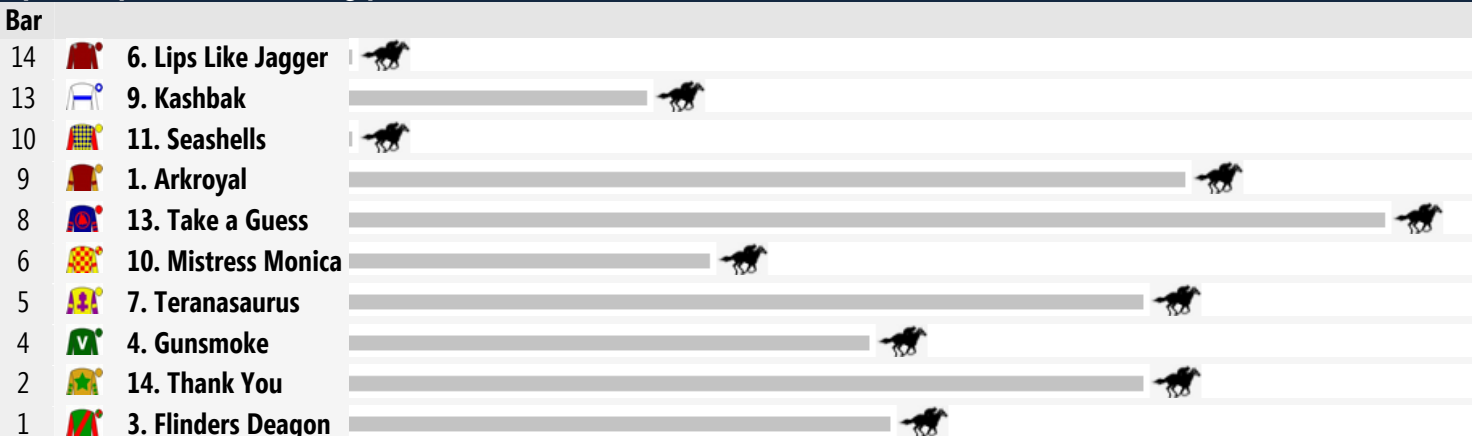 Bar
14 6. Lips Like Jagger
13 9. Kashbak
10 11. Seashells
9 1. Arkroyal
8 13. Take a Guess
6 10. Mistress Monica
5 7. Teranasaurus
4 V 4. Gunsmoke
2 14. Thank You
1 3. Flinders Deagon